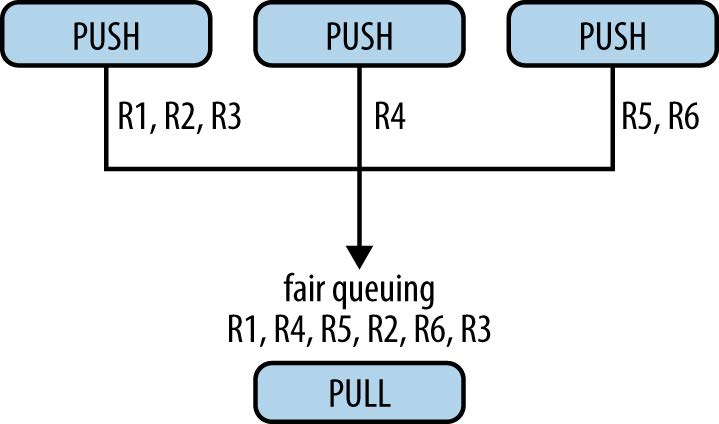 PUSH
PUSH
PUSH
R1, R2, R3
R4
R5, R6
fair queuing
R1, R4, R5, R2, R6, R3
PULL